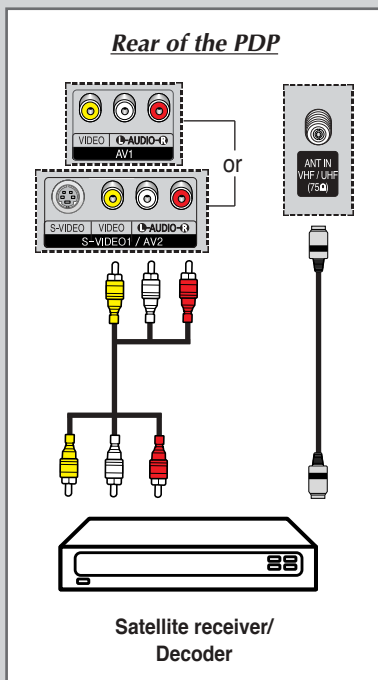 Rear of the PDP
VIDEO L-AUDIO-R
AV1
or
S-VIDEO VIDEO L-AUDIO-R
S-VIDEO1 / AV2
ANT IN
VHF / UHF
(75Ω)
Satellite receiver/
Decoder